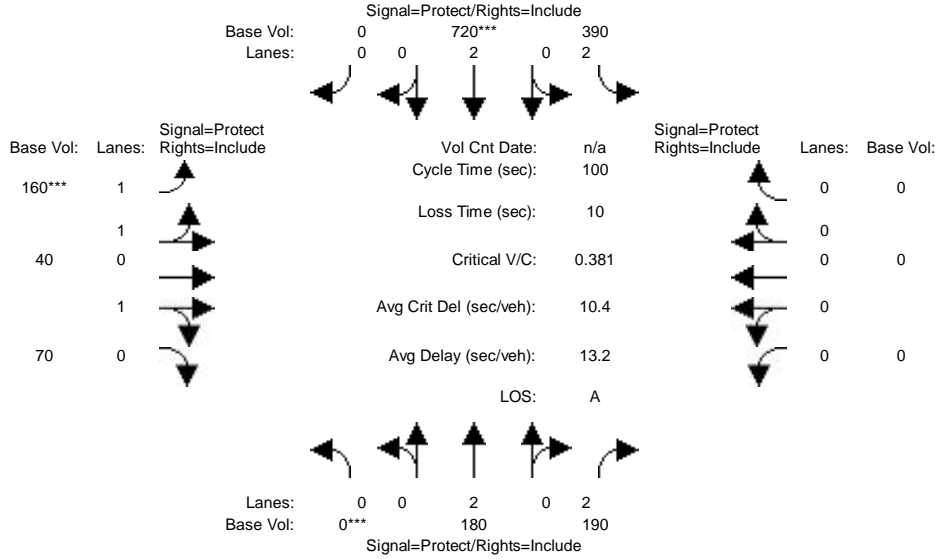 Signal=Protect/Rights=Include
Base Vol: 0 720*** 390
Lanes: 0 0 2 0 2
Signal=Protect
Rights=Include
Base Vol: Lanes:
Vol Cnt Date: n/a
Signal=Protect
Rights=Include
Lanes: Base Vol:
Cycle Time (sec): 100
160*** 1
0 0
Loss Time (sec): 10
1
0
40 0
Critical V/C: 0.381
0 0
1
Avg Crit Del (sec/veh): 10.4
0
70 0
Avg Delay (sec/veh): 13.2
0 0
LOS: A
Lanes: 0 0 2 0 2
Base Vol: 0*** 180 190
Signal=Protect/Rights=Include